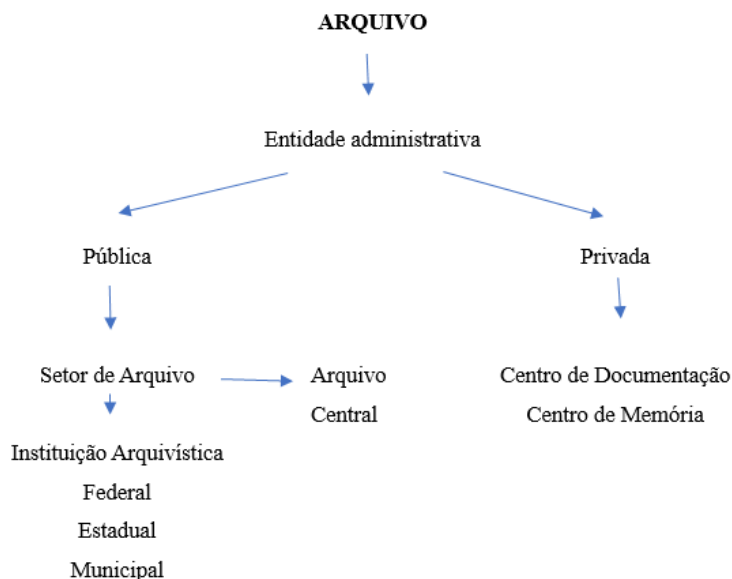 ARQUIVO
Entidade administrativa
Pública
Privada
Setor de Arquivo
Arquivo
Central
Centro de Documentação
Centro de Memória
Instituição Arquivística
Federal
Estadual
Municipal